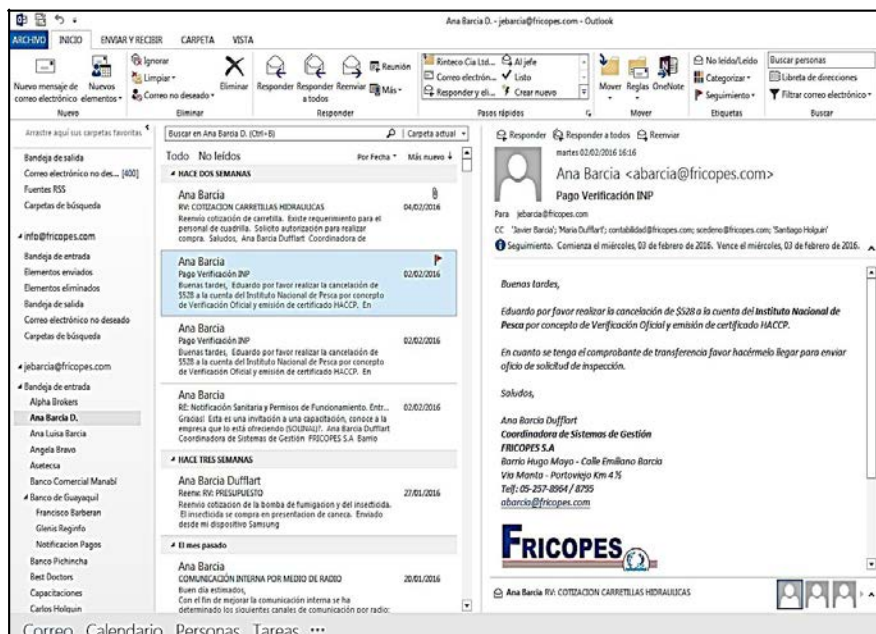 Ana Barcia D. - jebarcia@fricopes.com - Outlook
ARCHIVO INICIO ENVIAR Y RECIBIR CARPETA VISTA
Nuevo mensaje de correo electrónico
Nuevos elementos
Nuevo
Ignorar
Limpiar
Correo no deseado
Eliminar
Eliminar
Responder
Responder a todos
Reenviar
Reunión
Más
Responder
Rinteco Cia Ltd...
Correo electrón...
Responder y eli...
Al jefe
Listo
Crear nuevo
Pasos rápidos
Mover
Reglas
OneNote
Mover
No leído/Leído
Categorizar
Seguimiento
Etiquetas
Buscar personas
Libreta de direcciones
Filtrar correo electrónico
Buscar
Arrastre aquí sus carpetas favoritas
Bandeja de salida
Correo electrónico no des... [400]
Fuentes RSS
Carpetas de búsqueda
info@fricopes.com
Bandeja de entrada
Elementos enviados
Elementos eliminados
Bandeja de salida
Correo electrónico no deseado
Carpetas de búsqueda
jebarcia@fricopes.com
Bandeja de entrada
Alpha Brokers
Ana Barcia D.
Ana Luisa Barcia
Angela Bravo
Asetecsa
Banco Comercial Manabí
Banco de Guayaquil
Francisco Barberan
Glenis Reginfo
Notificacion Pagos
Banco Pichincha
Best Doctors
Capacitaciones
Carlos Holguin
Buscar en Ana Barcia D. (Ctrl+B) Carpeta actual
Todo No leídos Por Fecha Más nuevo
HACE DOS SEMANAS
Ana Barcia
RV: COTIZACION CARRETILLAS HIDRAULICAS 04/02/2016
Reenvio cotización de carretilla. Existe requerimiento para el
personal de cuadrilla. Solicito autorización para realizar
compra. Saludos, Ana Barcia Dufflart Coordinadora de
Ana Barcia
Pago Verificación INP 02/02/2016
Buenas tardes, Eduardo por favor realizar la cancelación de
$528 a la cuenta del Instituto Nacional de Pesca por concepto
de Verificación Oficial y emisión de certificado HACCP. En
Ana Barcia
Pago Verificación INP 02/02/2016
Buenas tardes, Eduardo por favor realizar la cancelación de
$528 a la cuenta del Instituto Nacional de Pesca por concepto
de Verificación Oficial y emisión de certificado HACCP. En
Ana Barcia
RE: Notificación Sanitaria y Permisos de Funcionamiento. Entr... 02/02/2016
Gracias! Esta es una invitación a una capacitación, conoce a la
empresa que lo está ofreciendo (SOLINAL)?. Ana Barcia Dufflart
Coordinadora de Sistemas de Gestión FRICOPES S.A Barrio
HACE TRES SEMANAS
Ana Barcia Dufflart
Reenv: RV: PRESUPUESTO 27/01/2016
Reenvio cotizacion de la bomba de fumigacion y del insecticida.
El insecticida se compra en presentacion de caneca. Enviado
desde mi dispositivo Samsung
El mes pasado
Ana Barcia
COMUNICACIÓN INTERNA POR MEDIO DE RADIO 20/01/2016
Buen día estimados,
Con el fin de mejorar la comunicación interna se ha
determinado los siguientes canales de comunicación por radio:
Responder Responder a todos Reenviar
martes 02/02/2016 16:16
Ana Barcia <abarcia@fricopes.com>
Pago Verificación INP
Para jebarcia@fricopes.com
CC 'Javier Barcia'; 'Maria Dufflart'; contabilidad@fricopes.com; scedeno@fricopes.com; 'Santiago Holguin'
Seguimiento. Comienza el miércoles, 03 de febrero de 2016. Vence el miércoles, 03 de febrero de 2016.
Buenas tardes,
Eduardo por favor realizar la cancelación de $528 a la cuenta del Instituto Nacional de
Pesca por concepto de Verificación Oficial y emisión de certificado HACCP.
En cuanto se tenga el comprobante de transferencia favor hacérmelo llegar para enviar
oficio de solicitud de inspección.
Saludos,
Ana Barcia Dufflart
Coordinadora de Sistemas de Gestión
FRICOPES S.A
Barrio Hugo Mayo - Calle Emiliano Barcia
Via Manta - Portoviejo Km 4 ½
Telf: 05-257-8964 / 8795
abarcia@fricopes.com
FRICOPES
Ana Barcia RV: COTIZACION CARRETILLAS HIDRAULICAS
Correo Calendario Personas Tareas ...